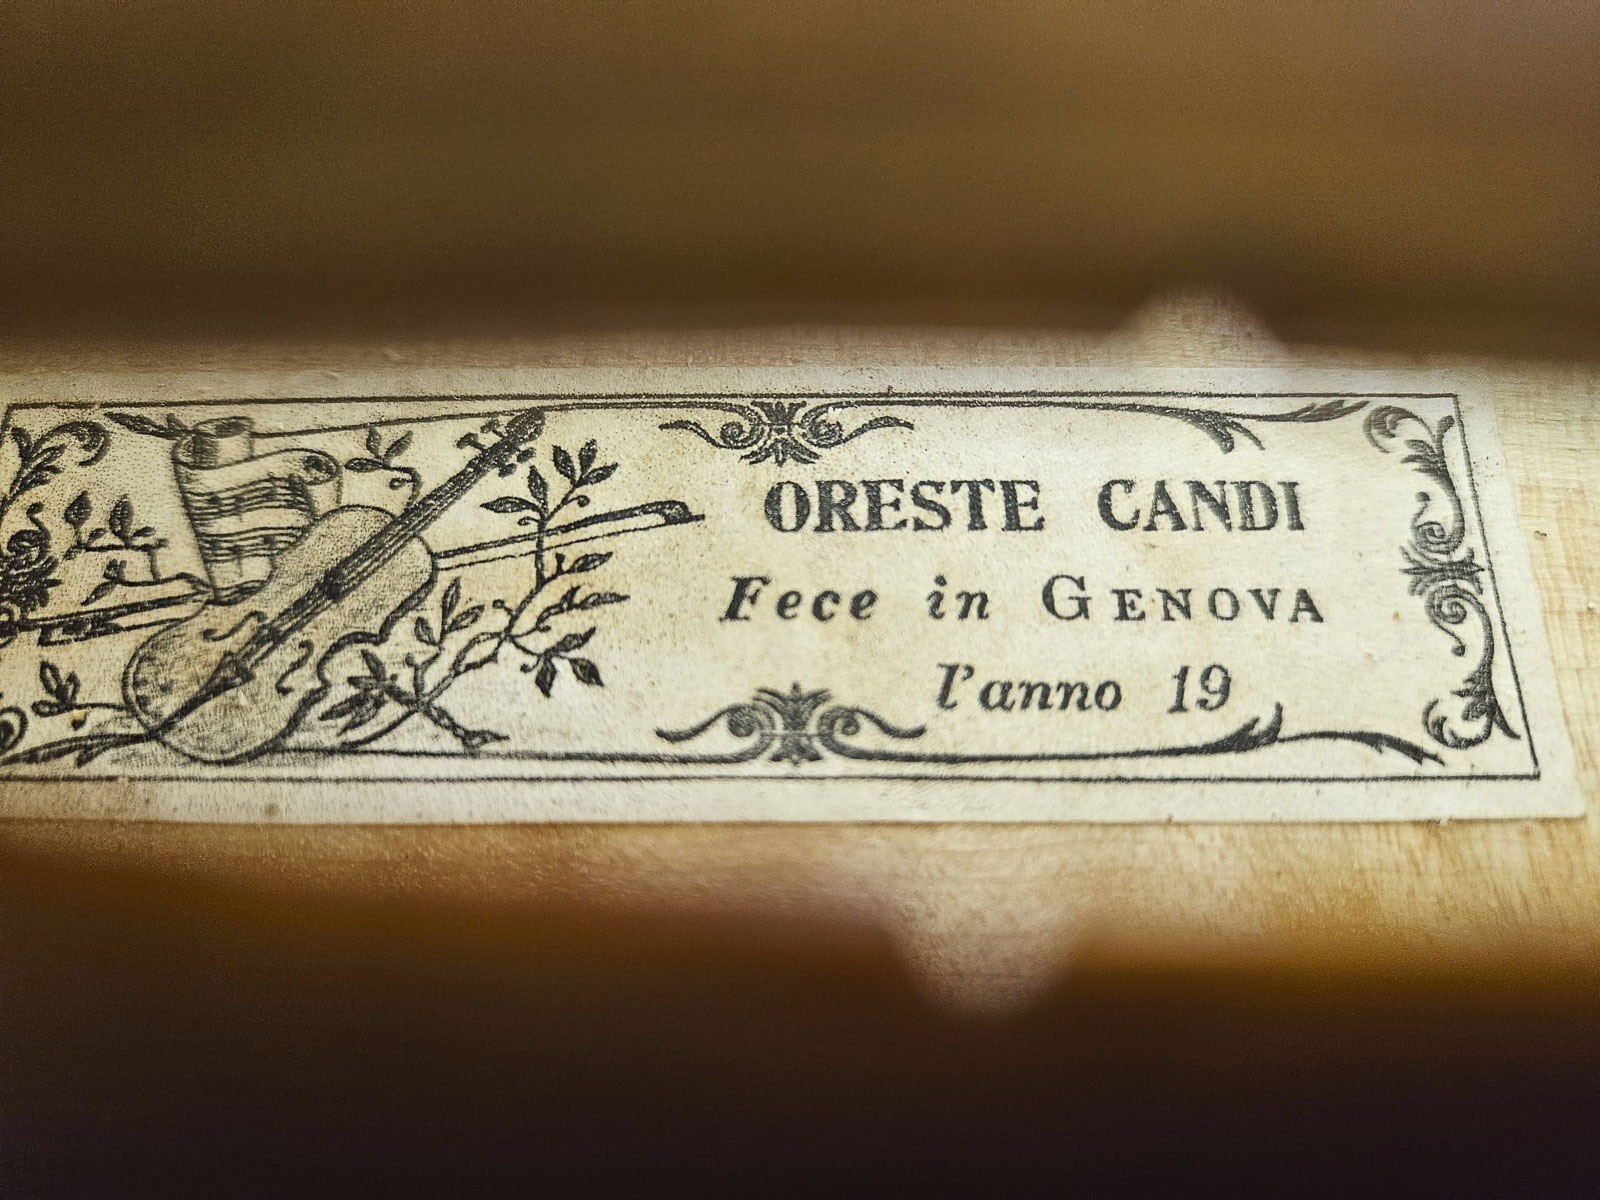 ORESTE CANDI
Fece in GENOVA
l'anno 19